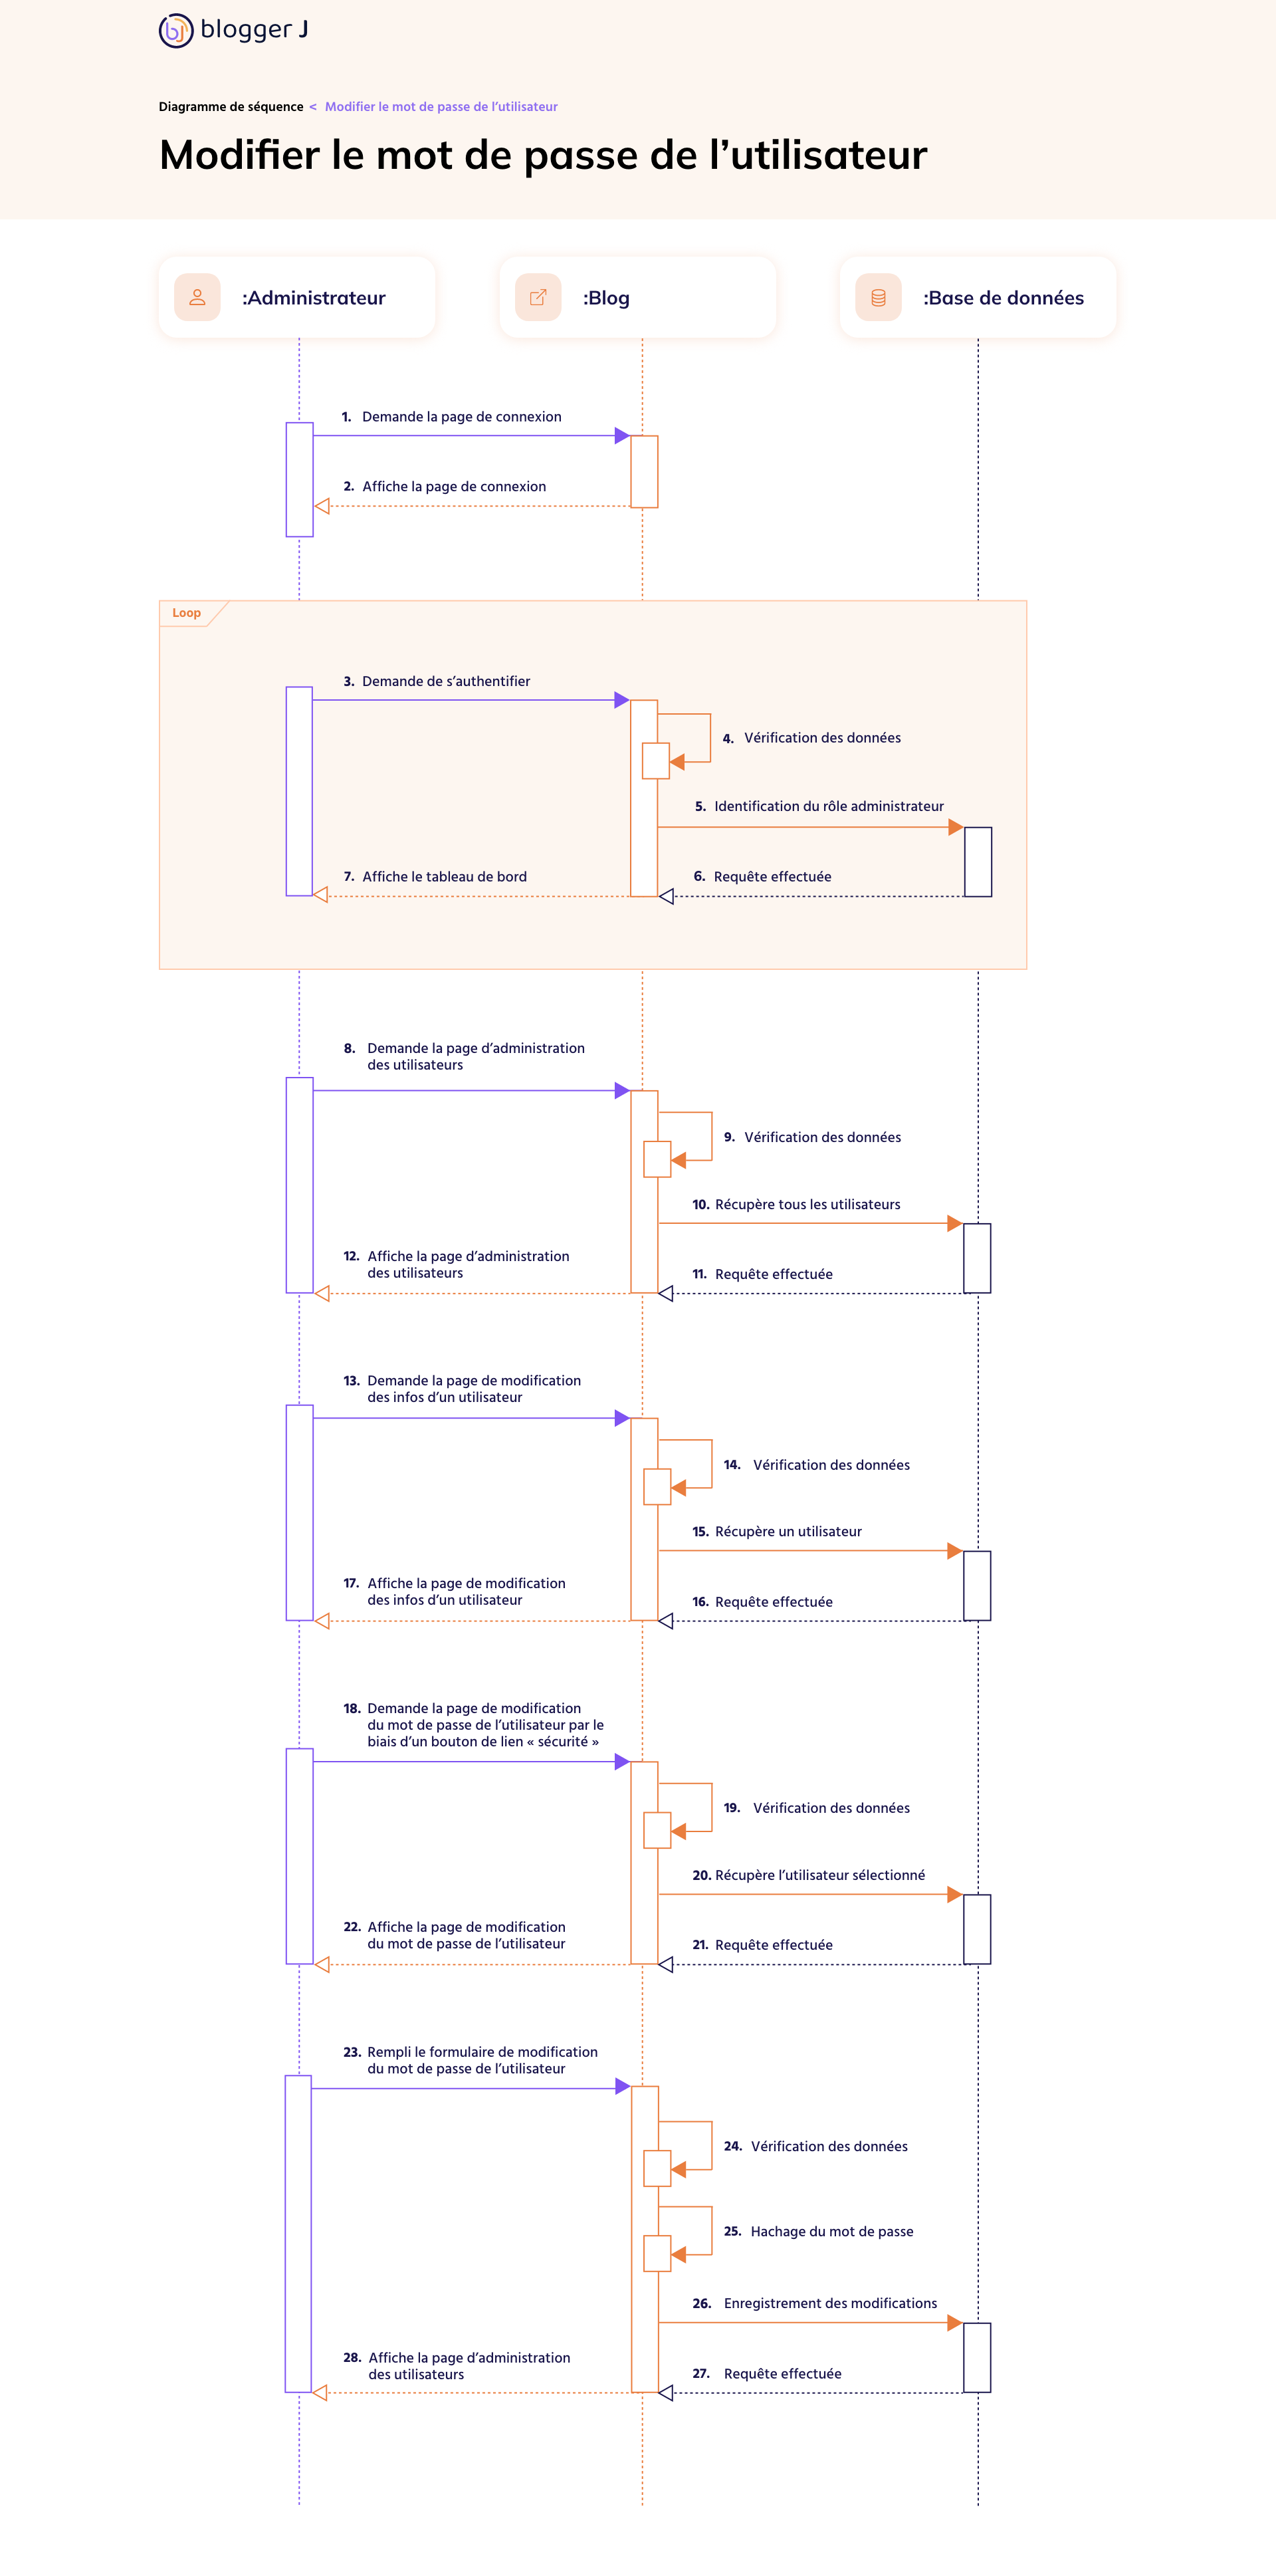 blogger J
Diagramme de séquence < Modifier le mot de passe de l’utilisateur
Modifier le mot de passe de l’utilisateur
:Administrateur
:Blog
:Base de données
1. Demande la page de connexion
2. Affiche la page de connexion
Loop
3. Demande de s’authentifier
4. Vérification des données
5. Identification du rôle administrateur
7. Affiche le tableau de bord
6. Requête effectuée
8. Demande la page d’administration
des utilisateurs
9. Vérification des données
10. Récupère tous les utilisateurs
12. Affiche la page d’administration
des utilisateurs
11. Requête effectuée
13. Demande la page de modification
des infos d’un utilisateur
14. Vérification des données
15. Récupère un utilisateur
17. Affiche la page de modification
des infos d’un utilisateur
16. Requête effectuée
18. Demande la page de modification
du mot de passe de l’utilisateur par le
biais d’un bouton de lien « sécurité »
19. Vérification des données
20. Récupère l’utilisateur sélectionné
22. Affiche la page de modification
du mot de passe de l’utilisateur
21. Requête effectuée
23. Rempli le formulaire de modification
du mot de passe de l’utilisateur
24. Vérification des données
25. Hachage du mot de passe
26. Enregistrement des modifications
28. Affiche la page d’administration
des utilisateurs
27. Requête effectuée